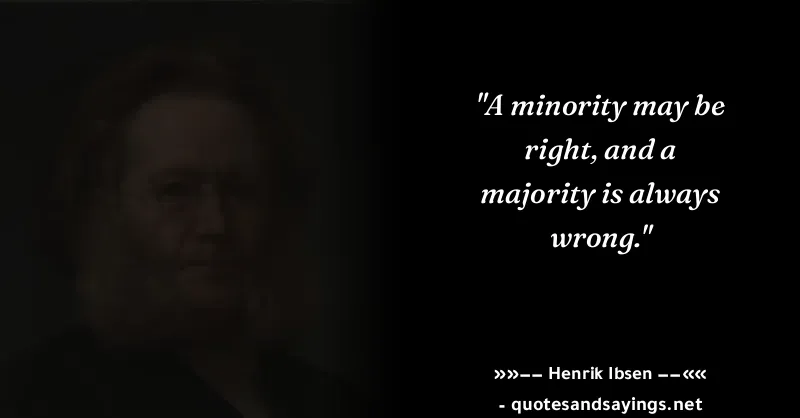 "A minority may be
right, and a
majority is always
wrong."
»»–– Henrik Ibsen ––««
- quotesandsayings.net